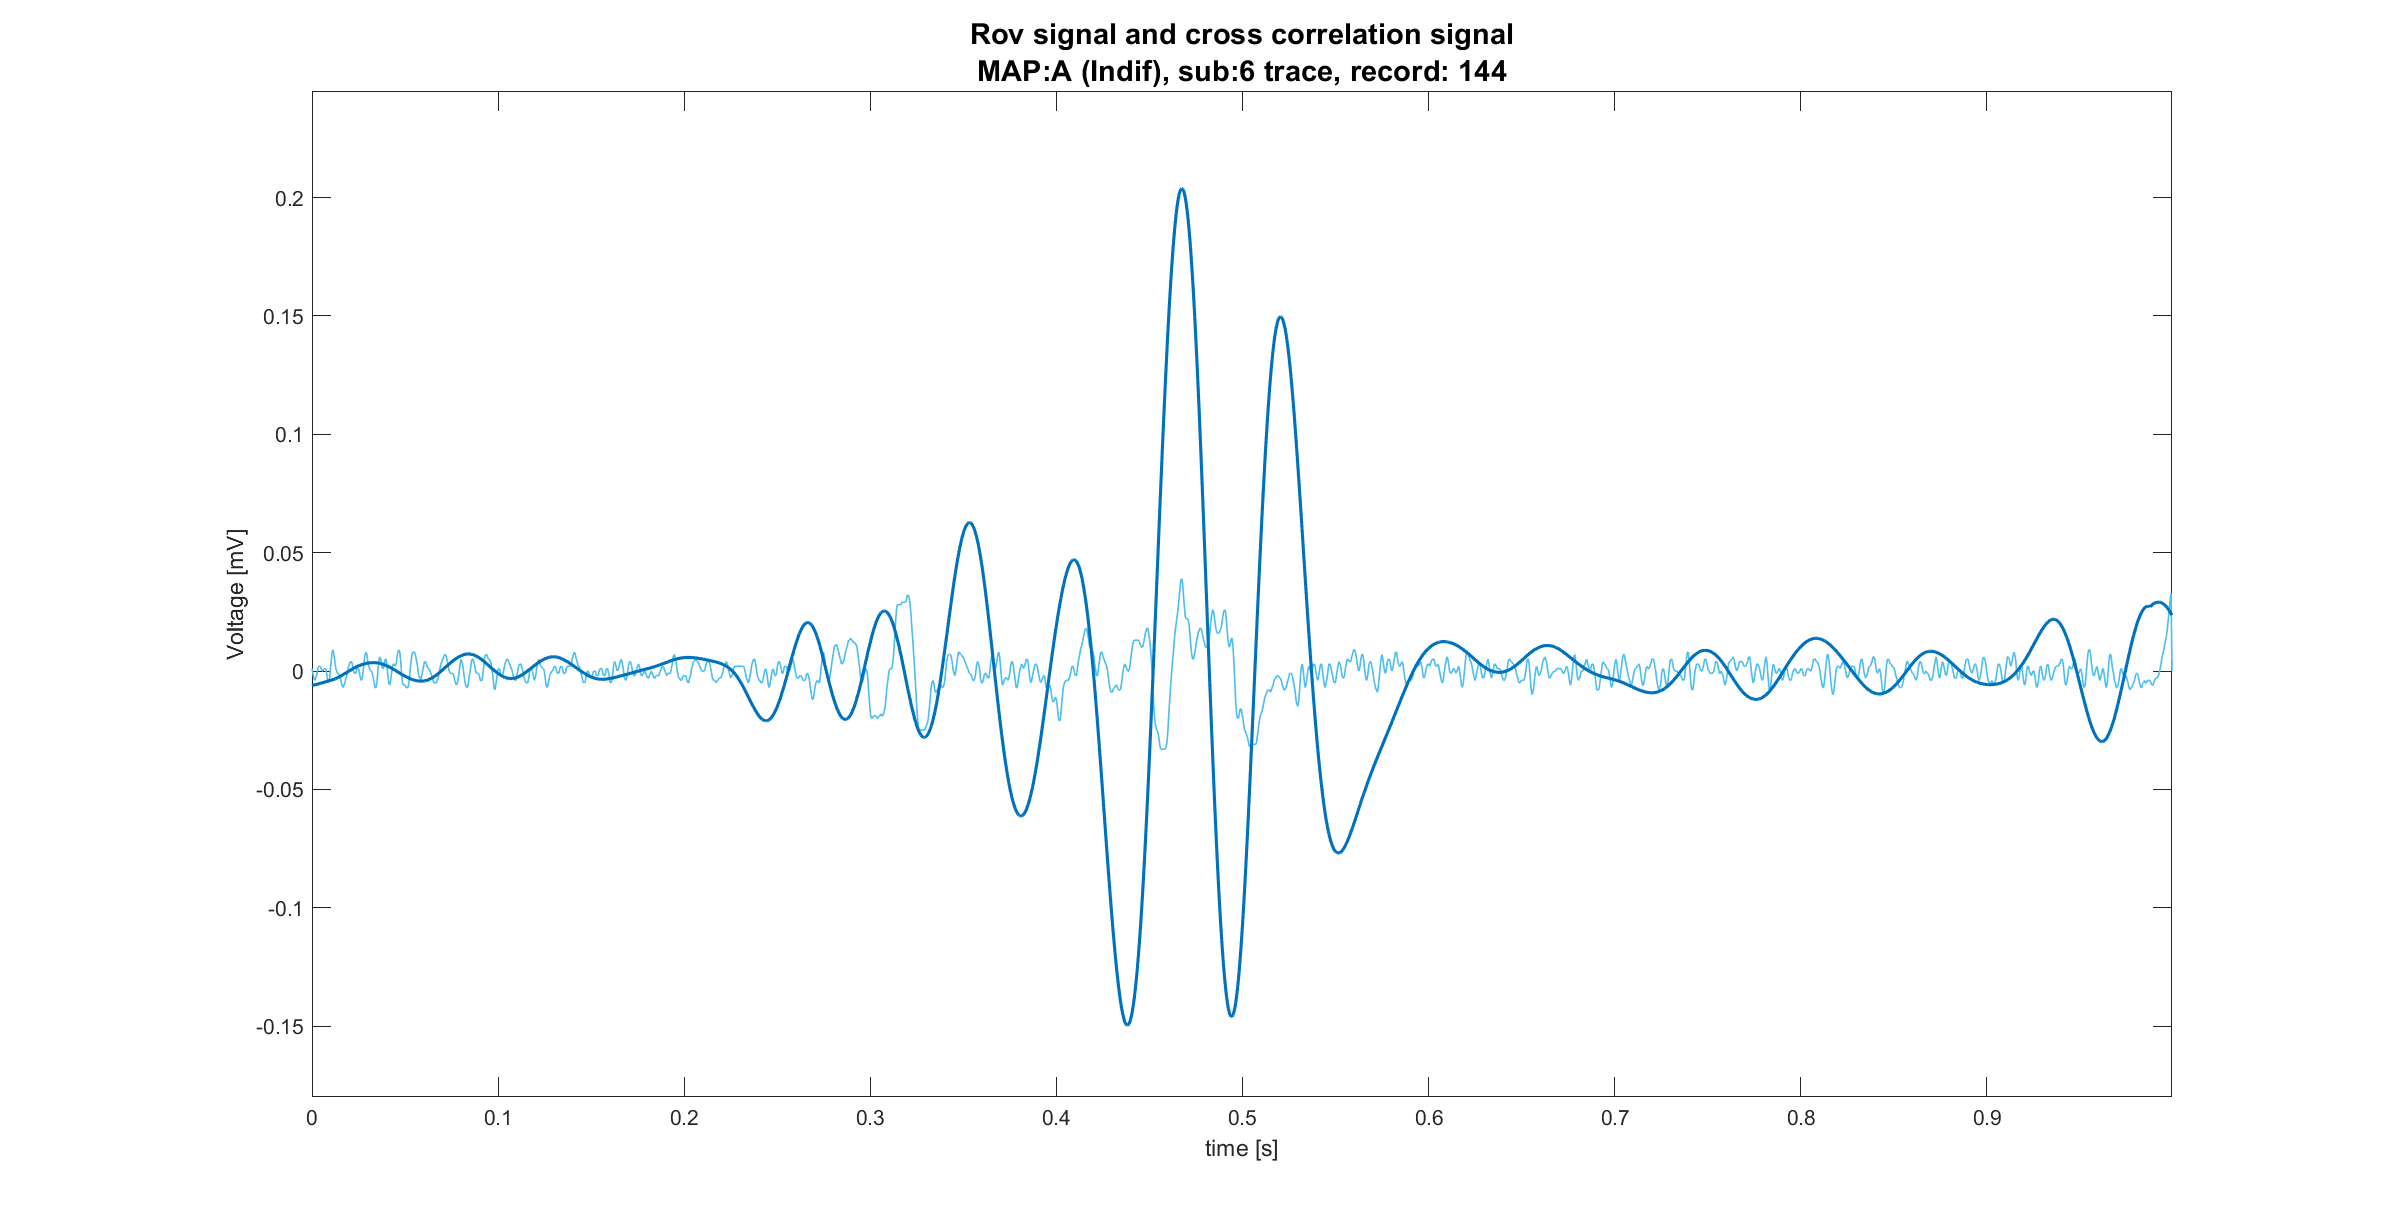 Rov signal and cross correlation signal
MAP:A (Indif), sub:6 trace, record: 144
0.2
0.15
0.1
0.05
0
-0.05
-0.1
-0.15
Voltage [mV]
0 0.1 0.2 0.3 0.4 0.5 0.6 0.7 0.8 0.9
time [s]